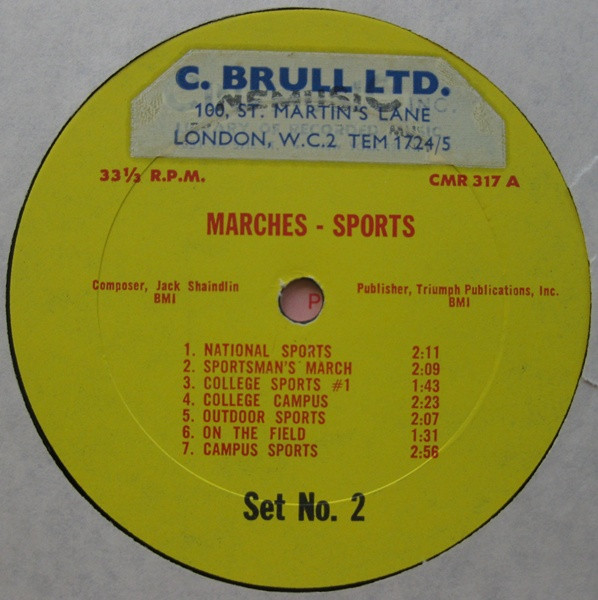 C. BRULL LTD.
100, ST. MARTIN'S LANE
LONDON, W.C.2 TEM 1724/5
33⅓ R.P.M.
CMR 317 A
MARCHES - SPORTS
Composer, Jack Shaindlin
BMI
Publisher, Triumph Publications, Inc.
BMI
P
1. NATIONAL SPORTS 2:11
2. SPORTSMAN'S MARCH 2:09
3. COLLEGE SPORTS #1 1:43
4. COLLEGE CAMPUS 2:23
5. OUTDOOR SPORTS 2:07
6. ON THE FIELD 1:31
7. CAMPUS SPORTS 2:56
Set No. 2